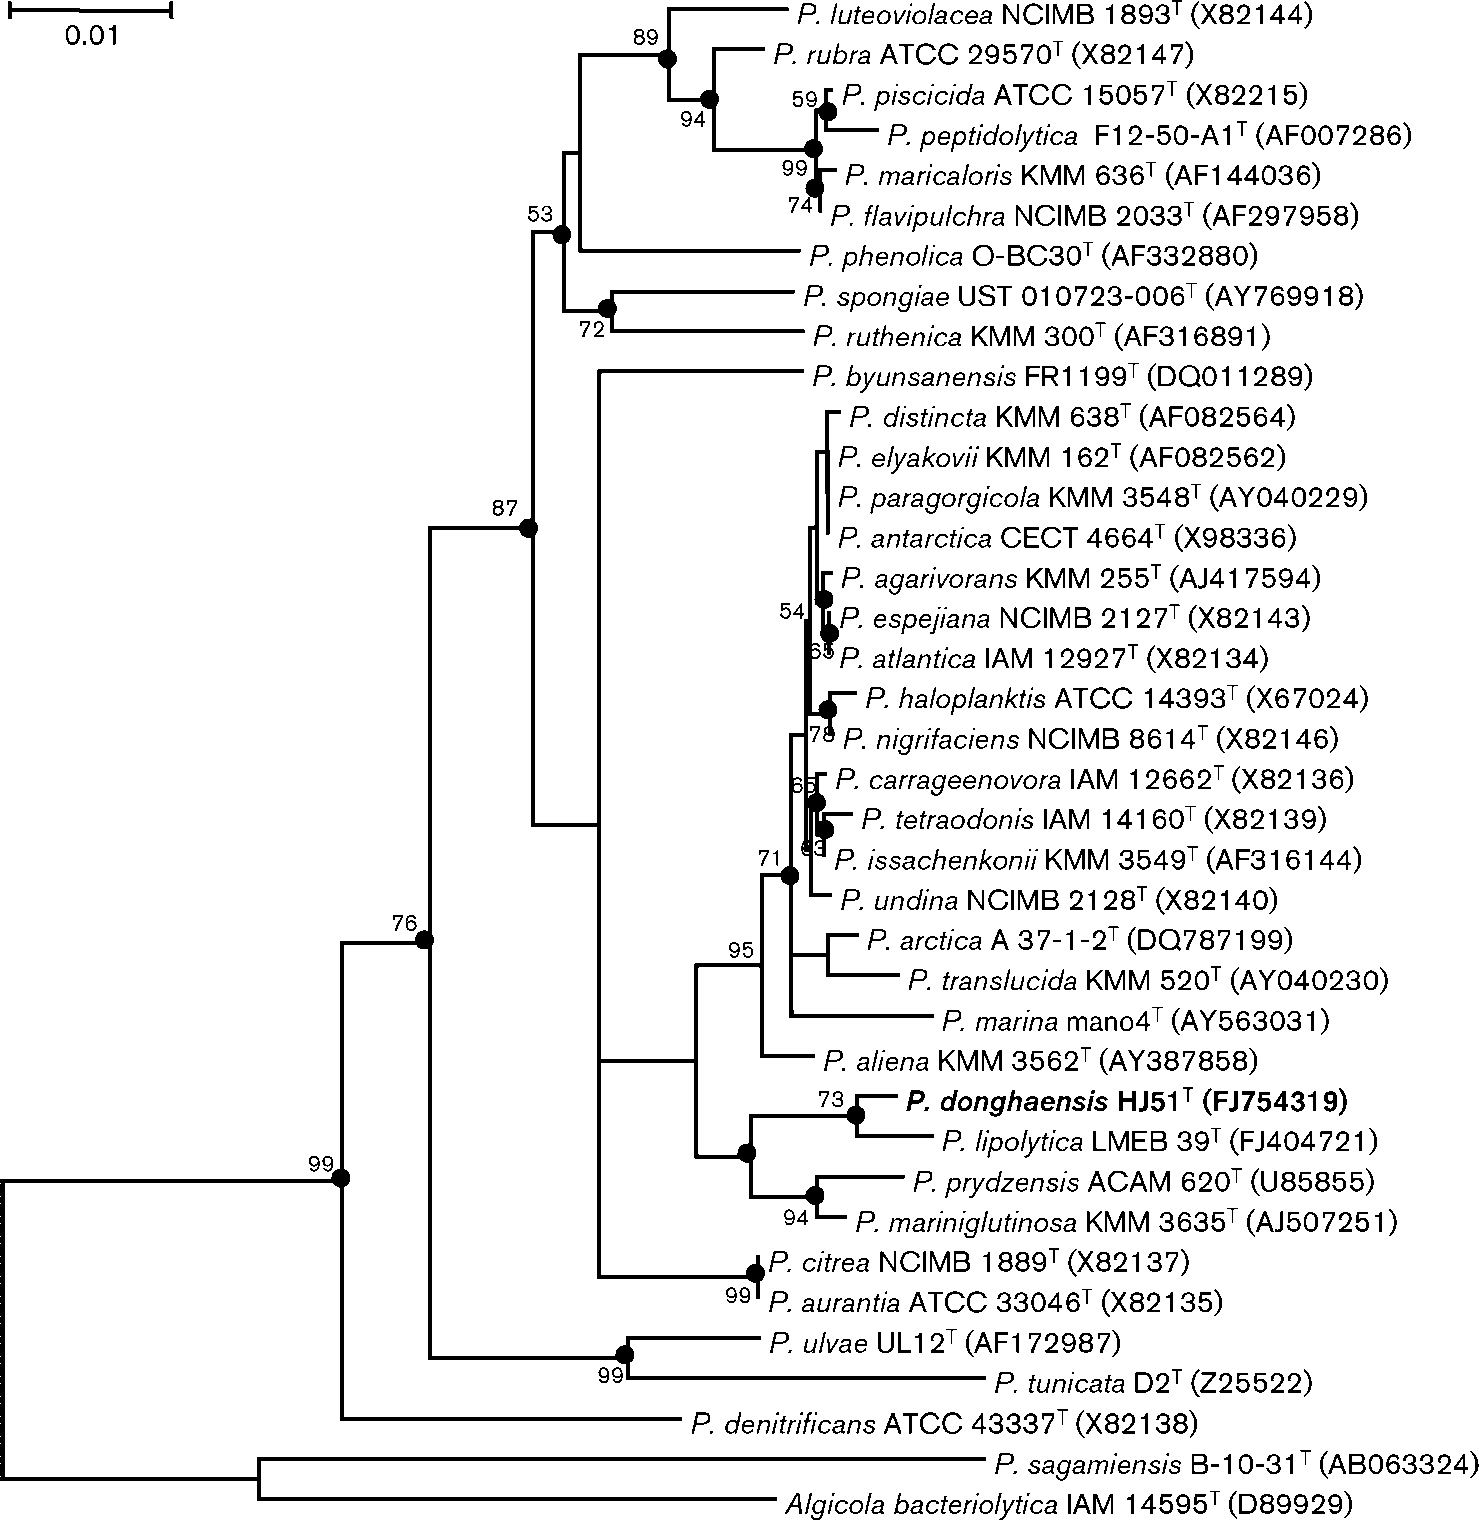 0.01
P. luteoviolacea NCIMB 1893ᵀ (X82144)
89
P. rubra ATCC 29570ᵀ (X82147)
59
P. piscicida ATCC 15057ᵀ (X82215)
94
P. peptidolytica F12-50-A1ᵀ (AF007286)
99
P. maricaloris KMM 636ᵀ (AF144036)
74
P. flavipulchra NCIMB 2033ᵀ (AF297958)
53
P. phenolica O-BC30ᵀ (AF332880)
P. spongiae UST 010723-006ᵀ (AY769918)
72
P. ruthenica KMM 300ᵀ (AF316891)
P. byunsanensis FR1199ᵀ (DQ011289)
P. distincta KMM 638ᵀ (AF082564)
P. elyakovii KMM 162ᵀ (AF082562)
P. paragorgicola KMM 3548ᵀ (AY040229)
87
P. antarctica CECT 4664ᵀ (X98336)
P. agarivorans KMM 255ᵀ (AJ417594)
54
P. espejiana NCIMB 2127ᵀ (X82143)
65
P. atlantica IAM 12927ᵀ (X82134)
P. haloplanktis ATCC 14393ᵀ (X67024)
78
P. nigrifaciens NCIMB 8614ᵀ (X82146)
65
P. carrageenovora IAM 12662ᵀ (X82136)
P. tetraodonis IAM 14160ᵀ (X82139)
63
71
P. issachenkonii KMM 3549ᵀ (AF316144)
P. undina NCIMB 2128ᵀ (X82140)
76
P. arctica A 37-1-2ᵀ (DQ787199)
95
P. translucida KMM 520ᵀ (AY040230)
P. marina mano4ᵀ (AY563031)
P. aliena KMM 3562ᵀ (AY387858)
73
P. donghaensis HJ51ᵀ (FJ754319)
P. lipolytica LMEB 39ᵀ (FJ404721)
99
P. prydzensis ACAM 620ᵀ (U85855)
94
P. mariniglutinosa KMM 3635ᵀ (AJ507251)
P. citrea NCIMB 1889ᵀ (X82137)
99
P. aurantia ATCC 33046ᵀ (X82135)
P. ulvae UL12ᵀ (AF172987)
99
P. tunicata D2ᵀ (Z25522)
P. denitrificans ATCC 43337ᵀ (X82138)
P. sagamiensis B-10-31ᵀ (AB063324)
Algicola bacteriolytica IAM 14595ᵀ (D89929)